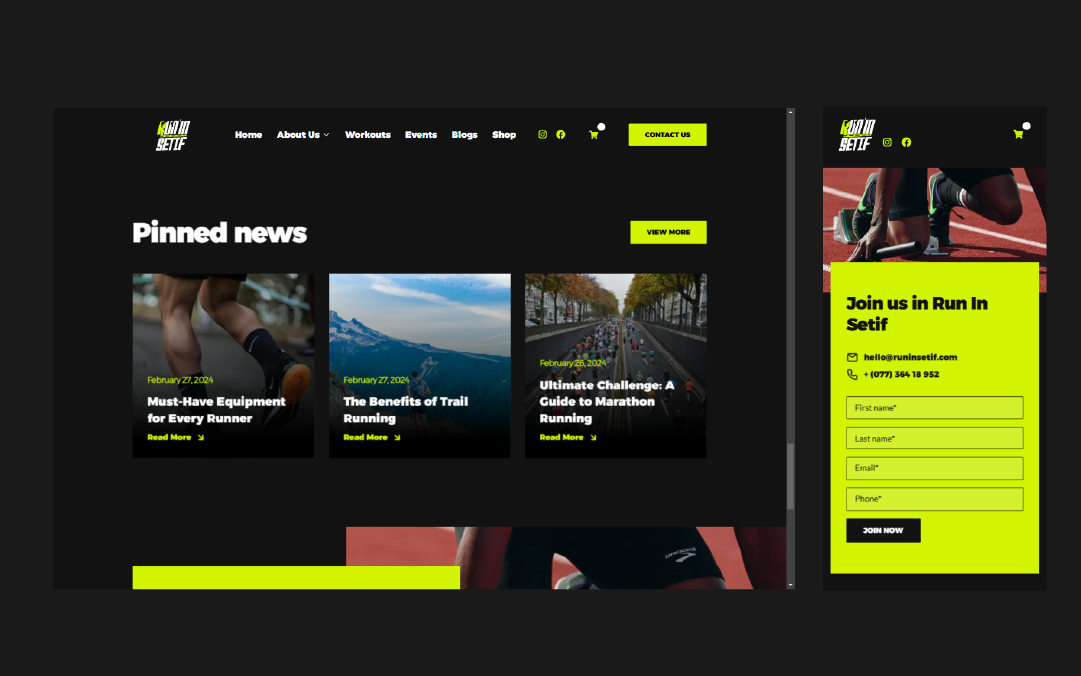 RUN IN
SETIF
Home About Us Workouts Events Blogs Shop CONTACT US
Pinned news
VIEW MORE
February 27, 2024
Must-Have Equipment
for Every Runner
Read More
February 27, 2024
The Benefits of Trail
Running
Read More
February 26, 2024
Ultimate Challenge: A
Guide to Marathon
Running
Read More
BROOKS
RUN IN
SETIF
Join us in Run In
Setif
hello@runinsetif.com
+ (077) 364 18 952
First name*
Last name*
Email*
Phone*
JOIN NOW